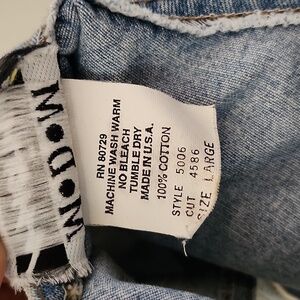 RN 80729
MACHINE WASH WARM
NO BLEACH
TUMBLE DRY
MADE IN U.S.A.
100% COTTON
STYLE 5006
CUT 4586
SIZE LARGE
W•D•M